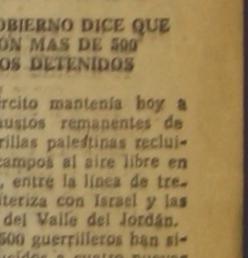 OBIERNO DICE QUE
ON MAS DE 500
OS DETENIDOS
ército mantenía hoy a
austos remanentes de
rillas palestinas reclui-
campos al aire libre en
, entre la línea de tre-
iteriza con Israel y las
del Valle del Jordán.
500 guerrilleros han si-